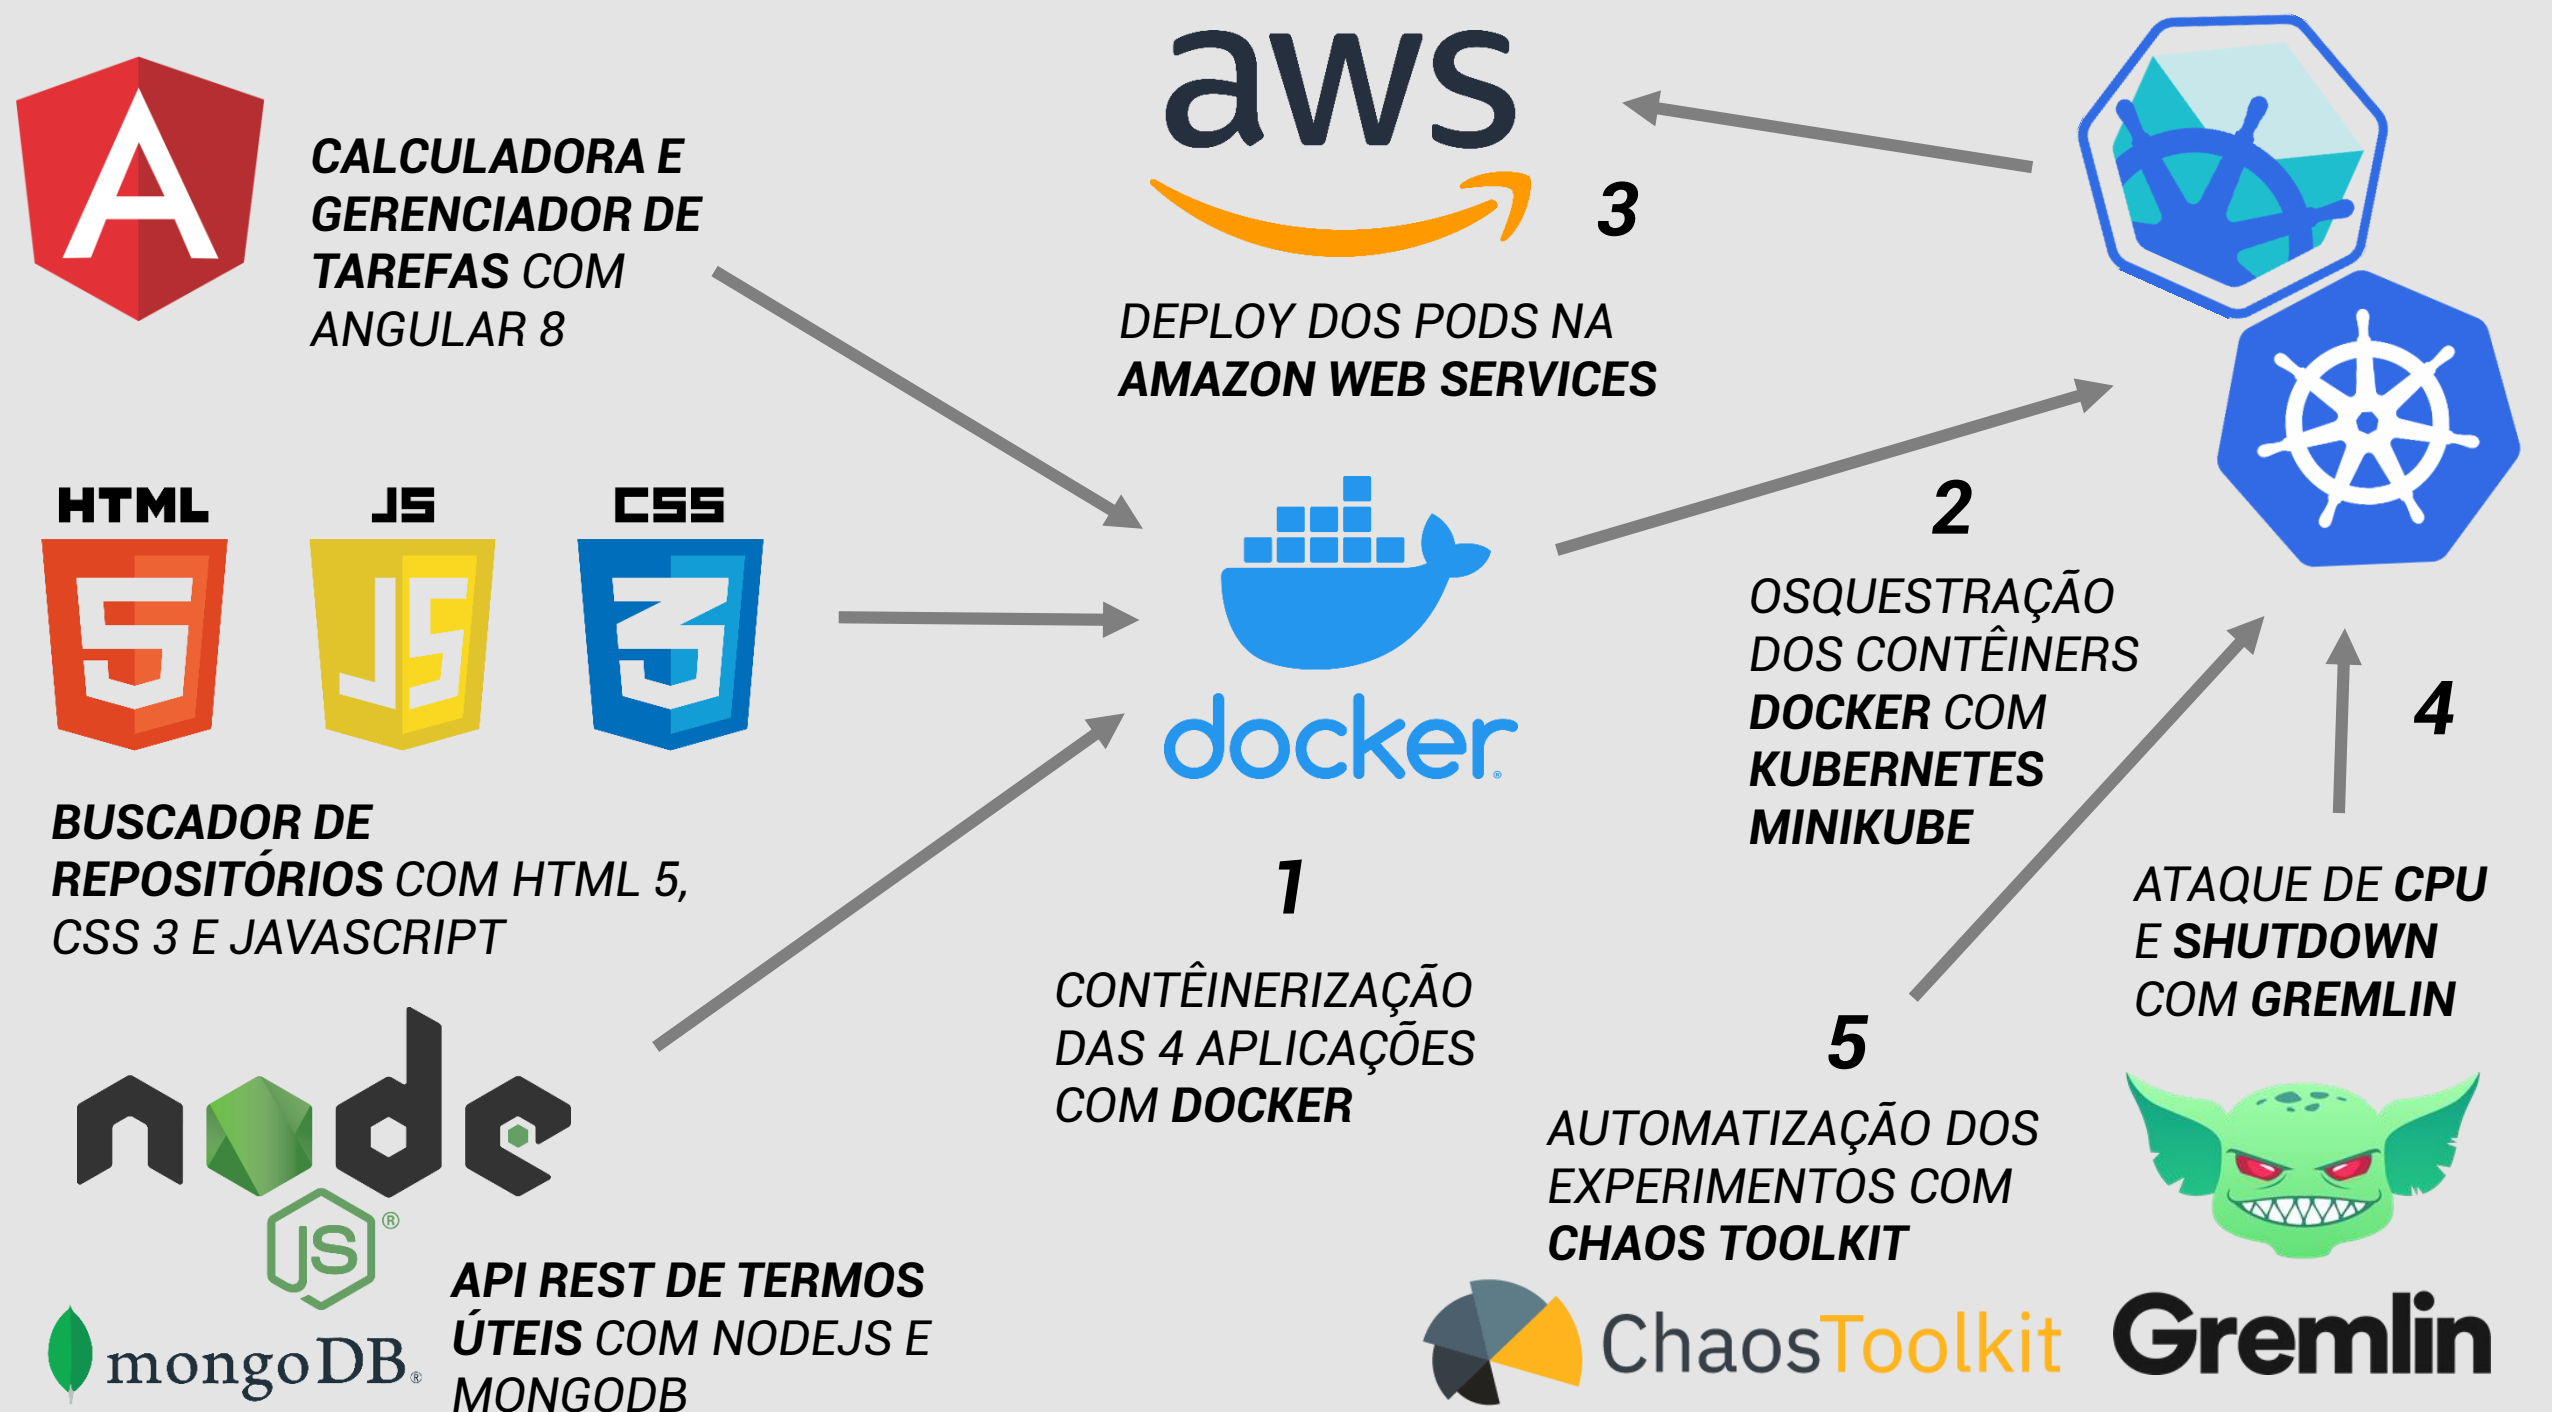 CALCULADORA E
GERENCIADOR DE
TAREFAS COM
ANGULAR 8
HTML
JS
CSS
BUSCADOR DE
REPOSITÓRIOS COM HTML 5,
CSS 3 E JAVASCRIPT
node
JS®
mongoDB®
API REST DE TERMOS
ÚTEIS COM NODEJS E
MONGODB
docker®
1
CONTÊINERIZAÇÃO
DAS 4 APLICAÇÕES
COM DOCKER
2
OSQUESTRAÇÃO
DOS CONTÊINERS
DOCKER COM
KUBERNETES
MINIKUBE
aws
3
DEPLOY DOS PODS NA
AMAZON WEB SERVICES
4
ATAQUE DE CPU
E SHUTDOWN
COM GREMLIN
Gremlin
5
AUTOMATIZAÇÃO DOS
EXPERIMENTOS COM
CHAOS TOOLKIT
ChaosToolkit